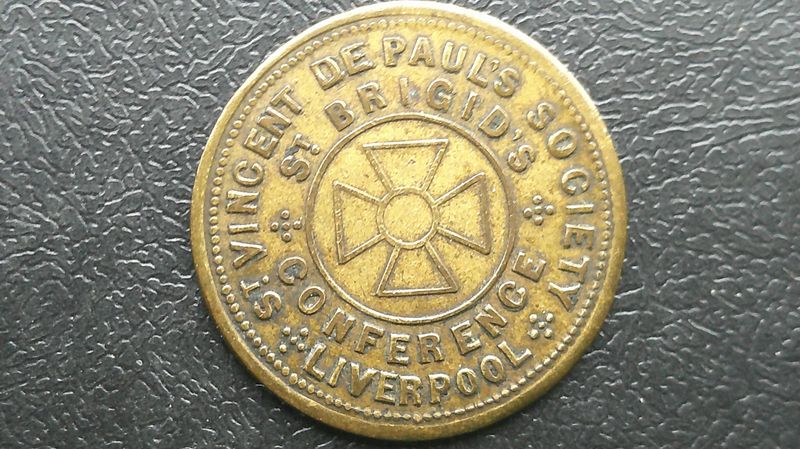 ST VINCENT DE PAUL'S SOCIETY
LIVERPOOL
ST BRIGID'S
CONFERENCE